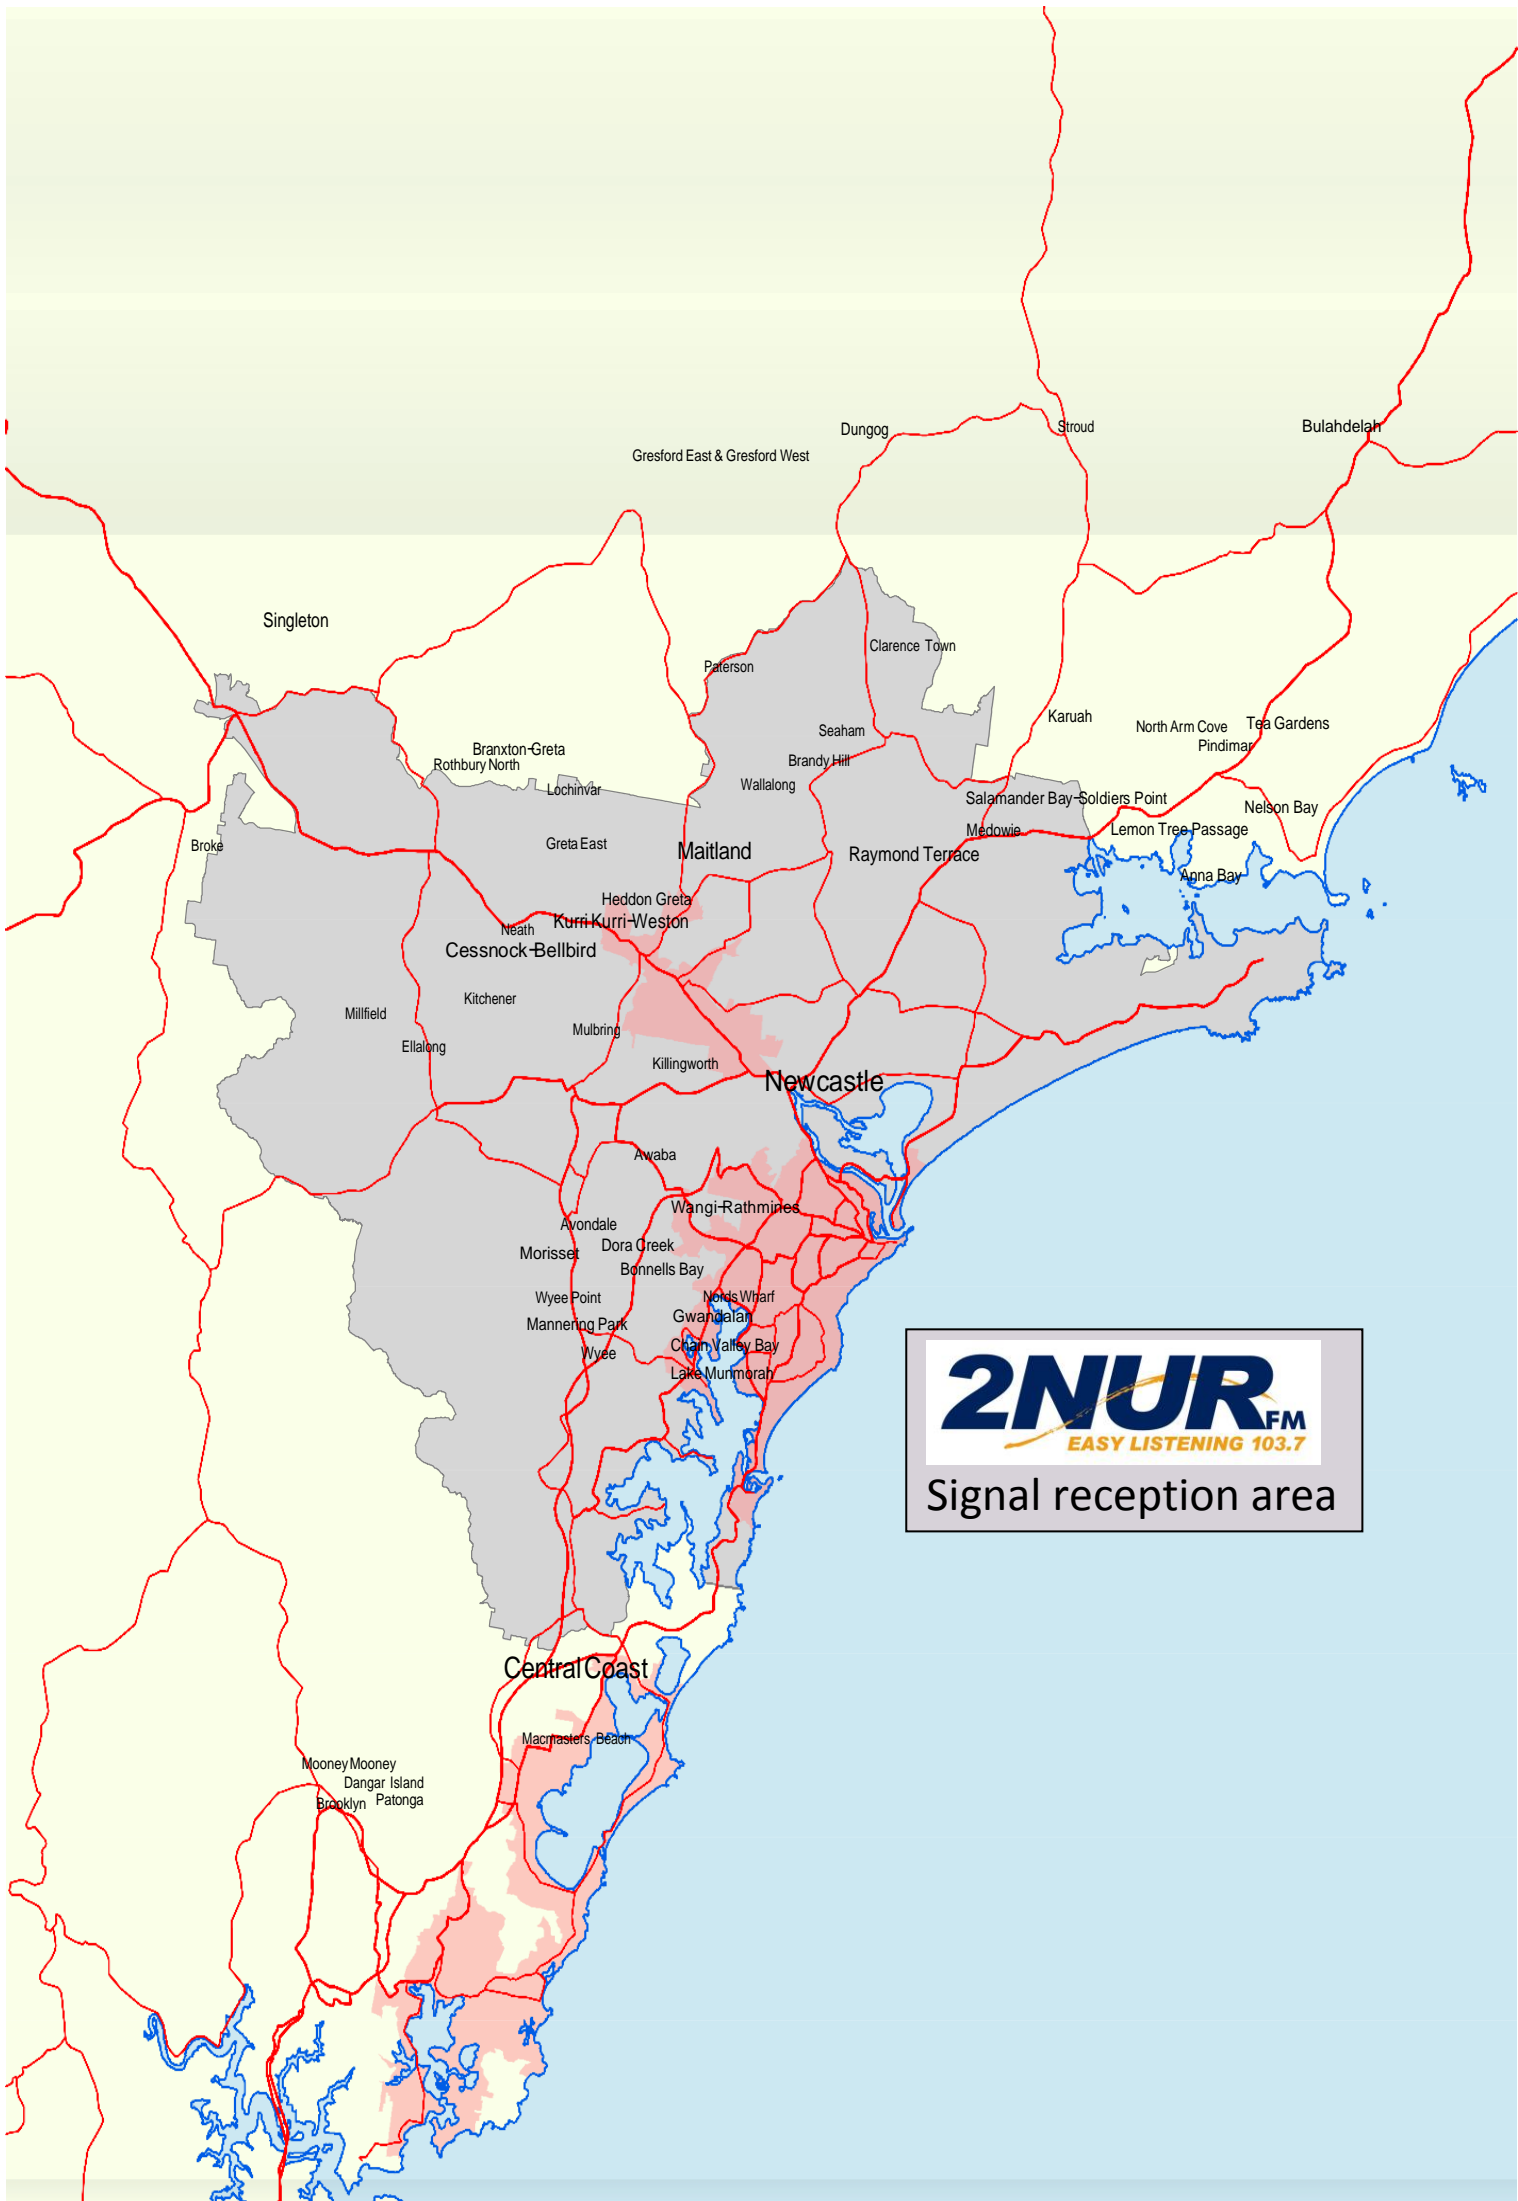 Dungog
Stroud
Bulahdelah
Gresford East & Gresford West
Singleton
Clarence Town
Paterson
Karuah
North Arm Cove
Tea Gardens
Seaham
Pindimar
Branxton-Greta
Rothbury North
Brandy Hill
Wallalong
Lochinvar
Salamander Bay-Soldiers Point
Nelson Bay
Medowie
Lemon Tree Passage
Broke
Greta East
Maitland
Raymond Terrace
Anna Bay
Heddon Greta
Kurri Kurri-Weston
Neath
Cessnock-Bellbird
Kitchener
Millfield
Mulbring
Ellalong
Killingworth
Newcastle
Awaba
Wangi-Rathmines
Avondale
Dora Creek
Morisset
Bonnells Bay
Wyee Point
Nords Wharf
Gwandalan
Mannering Park
Chain Valley Bay
Wyee
Lake Munmorah
2NUR FM
EASY LISTENING 103.7
Signal reception area
Central Coast
Macmasters Beach
Mooney Mooney
Dangar Island
Patonga
Brooklyn